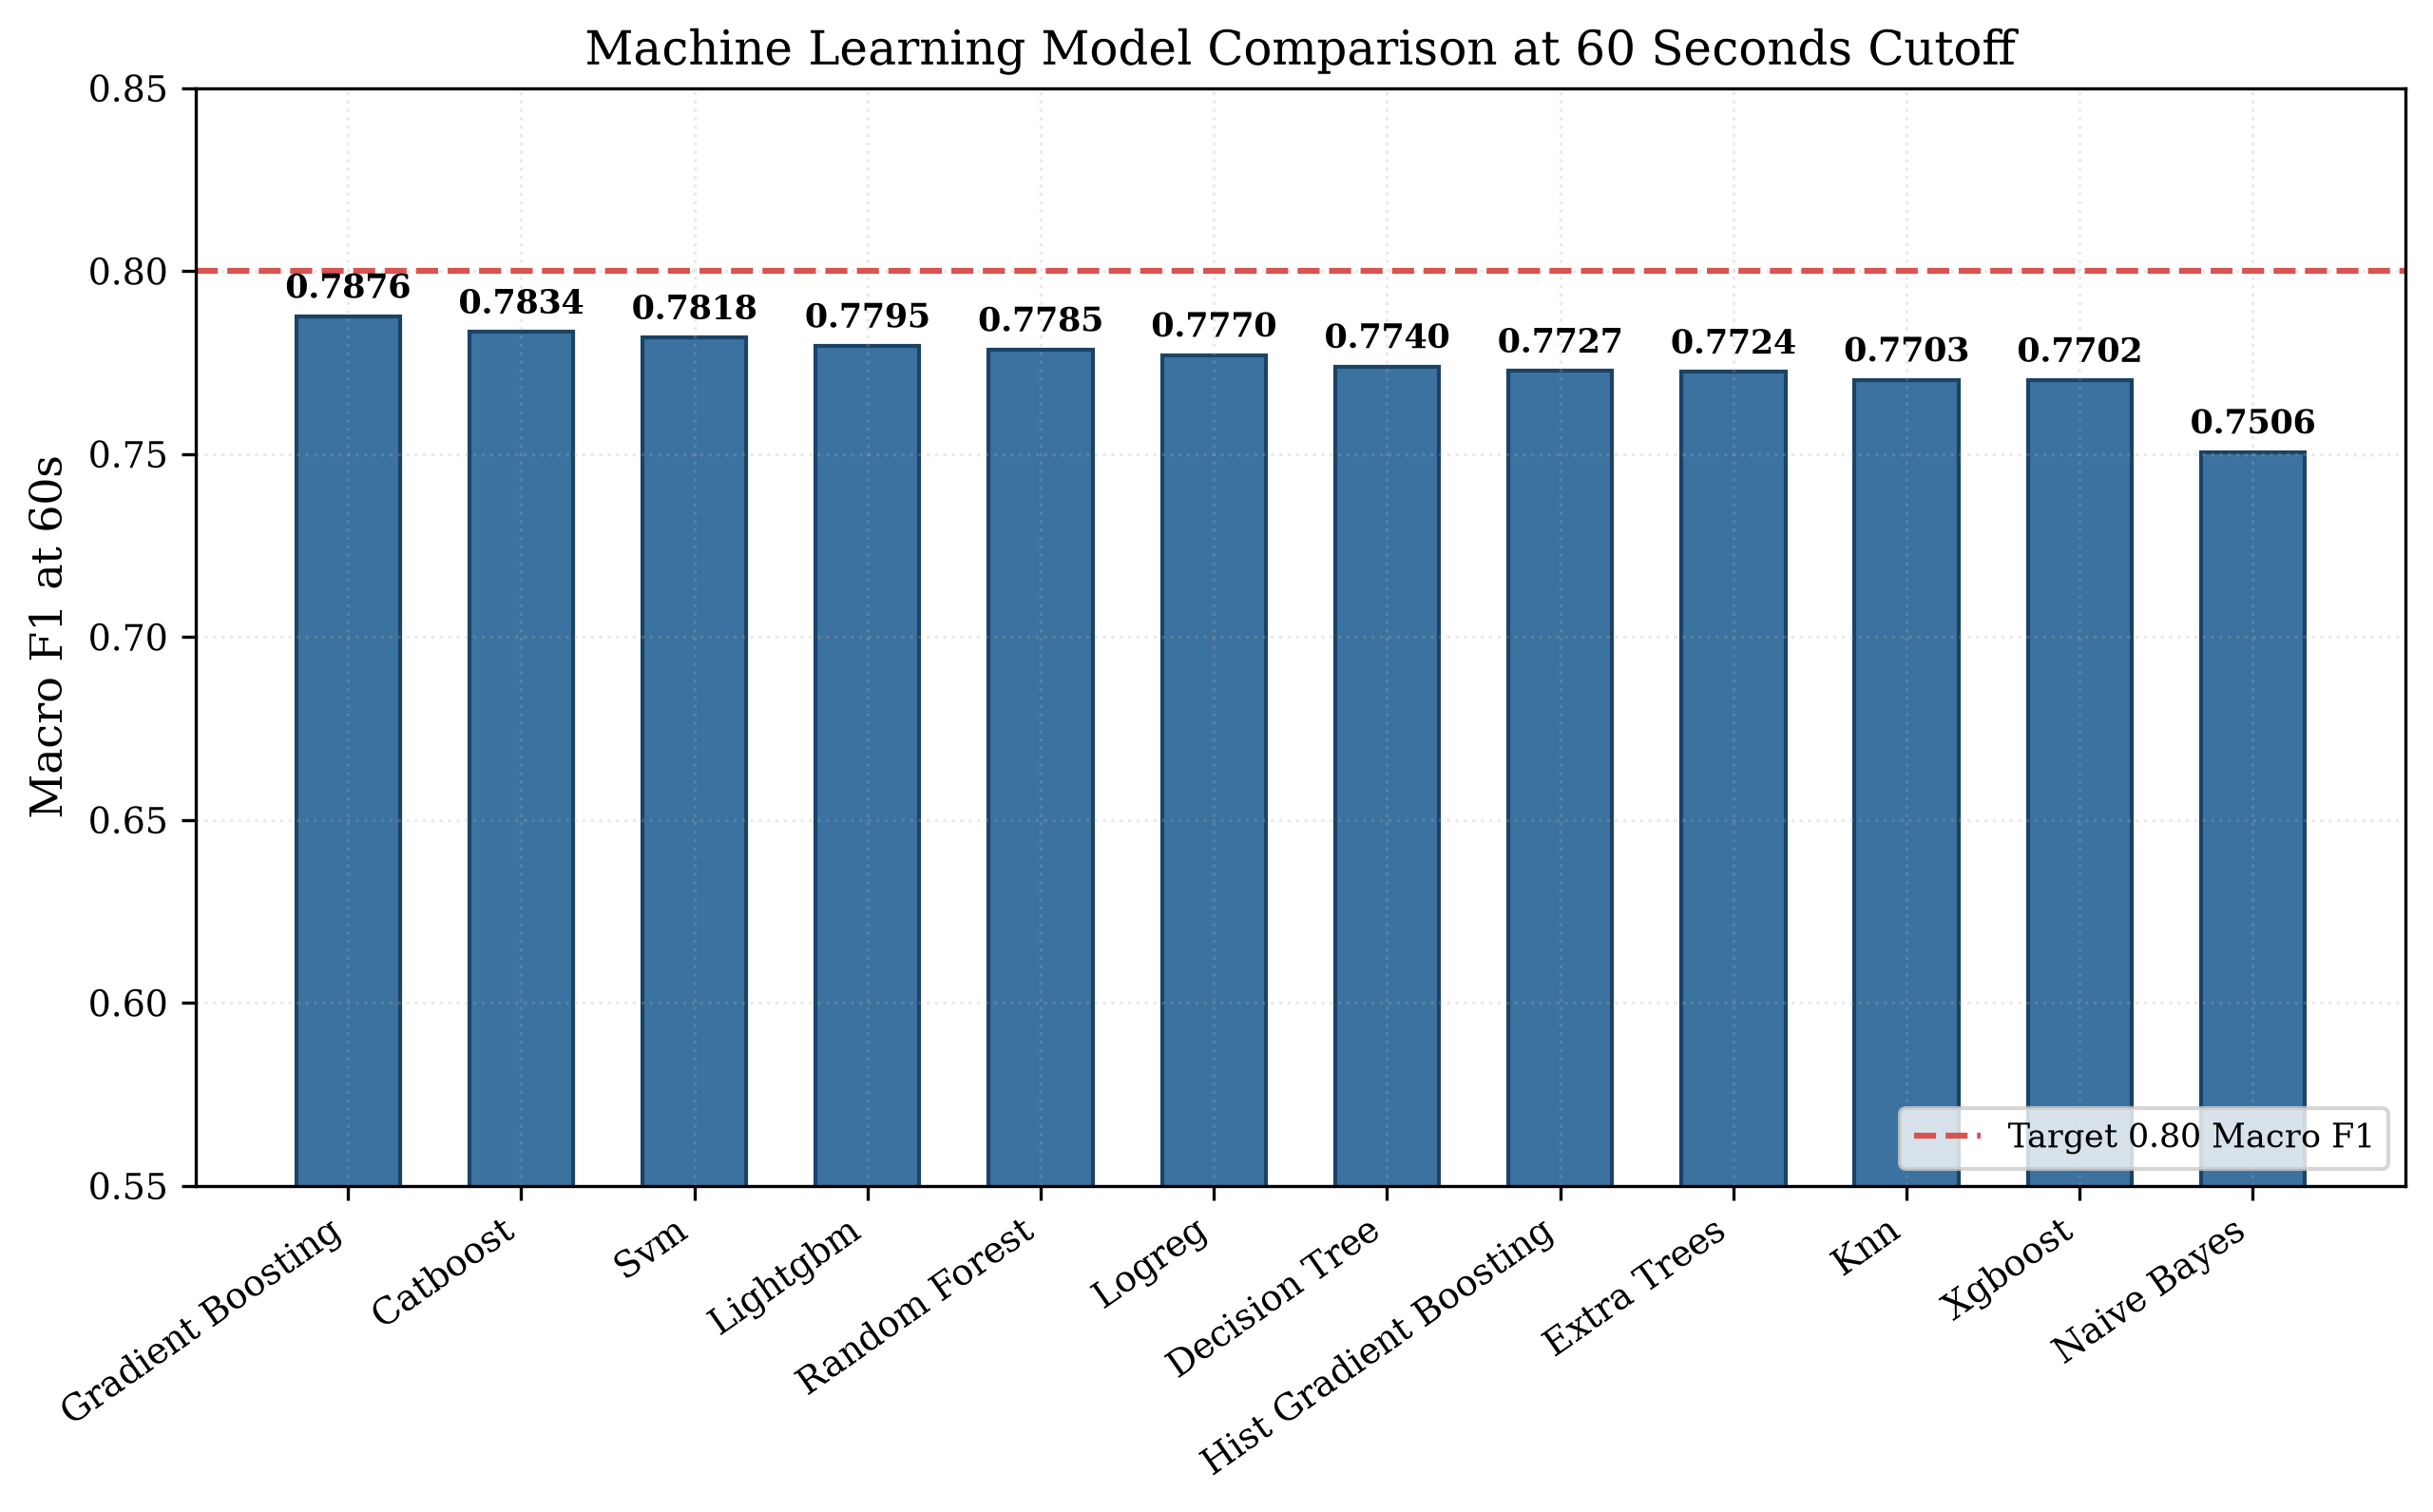 Machine Learning Model Comparison at 60 Seconds Cutoff
Macro F1 at 60s
0.85
0.80
0.75
0.70
0.65
0.60
0.55
0.7876
0.7834
0.7818
0.7795
0.7785
0.7770
0.7740
0.7727
0.7724
0.7703
0.7702
0.7506
Target 0.80 Macro F1
Gradient Boosting
Catboost
Svm
Lightgbm
Random Forest
Logreg
Decision Tree
Hist Gradient Boosting
Extra Trees
Knn
Xgboost
Naive Bayes